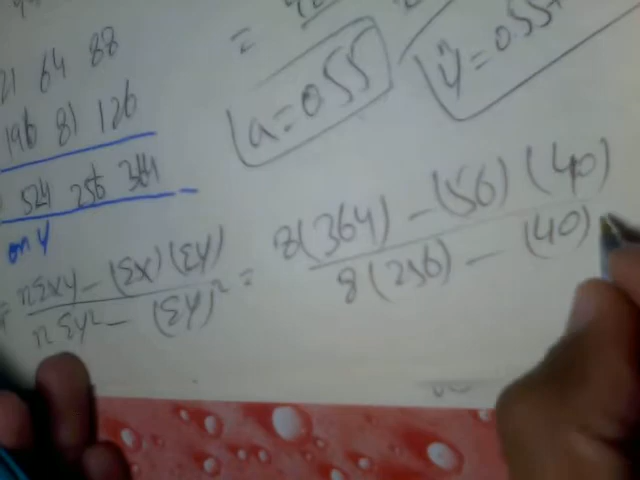 = 
a = 0.55
ȳ = 0.55
21 64 88
196 81 126
524 256 364
on y
= nΣxy - (Σx)(Σy) / nΣy² - (Σy)² = 8(364) - (56)(40) / 8(256) - (40)